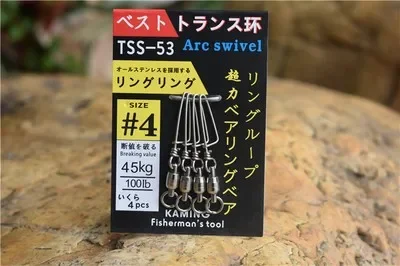 ベスト トランス环
TSS-53 Arc swivel
オールステンレスを採用する
リングリング
SIZE
#4
断値を破る
Breaking value
45kg
100lb
いくら
4pcs
リングループ
超力ベアリングベア
KAMING
Fisherman's tool